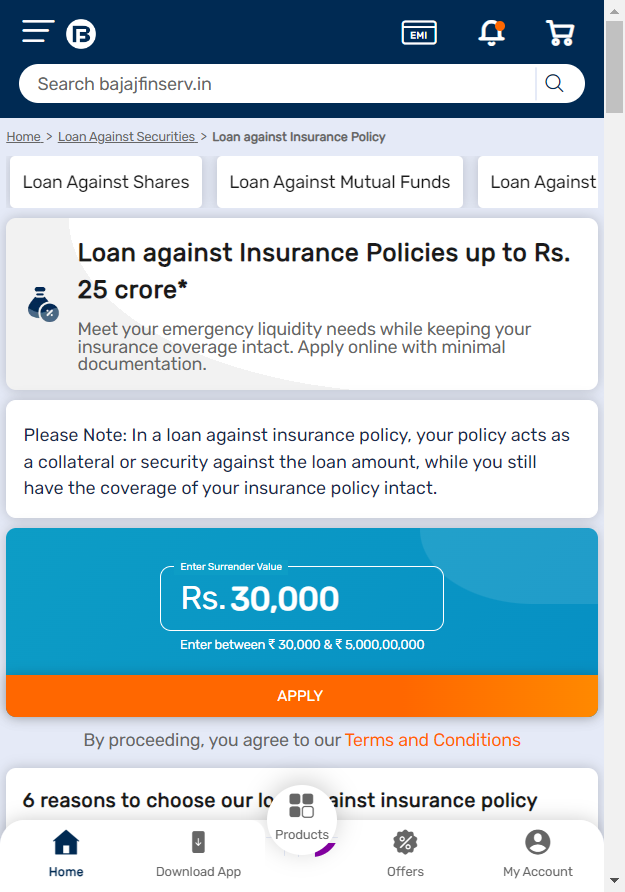 EMI
Search bajajfinserv.in
Home > Loan Against Securities > Loan against Insurance Policy
Loan Against Shares
Loan Against Mutual Funds
Loan Against
Loan against Insurance Policies up to Rs.
25 crore*
Meet your emergency liquidity needs while keeping your
insurance coverage intact. Apply online with minimal
documentation.
Please Note: In a loan against insurance policy, your policy acts as
a collateral or security against the loan amount, while you still
have the coverage of your insurance policy intact.
Enter Surrender Value
Rs. 30,000
Enter between ₹ 30,000 & ₹ 5,000,00,000
APPLY
By proceeding, you agree to our Terms and Conditions
6 reasons to choose our lo ainst insurance policy
Products
Home
Download App
Offers
My Account